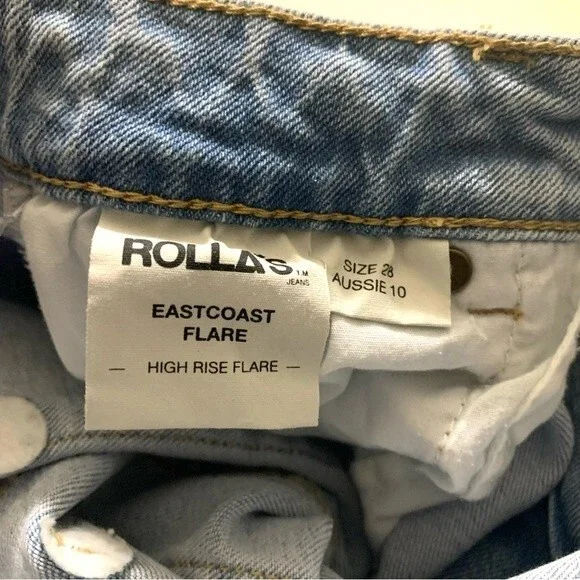 ROLLA'S TM
JEANS
EASTCOAST
FLARE
— HIGH RISE FLARE —
SIZE 28
AUSSIE 10